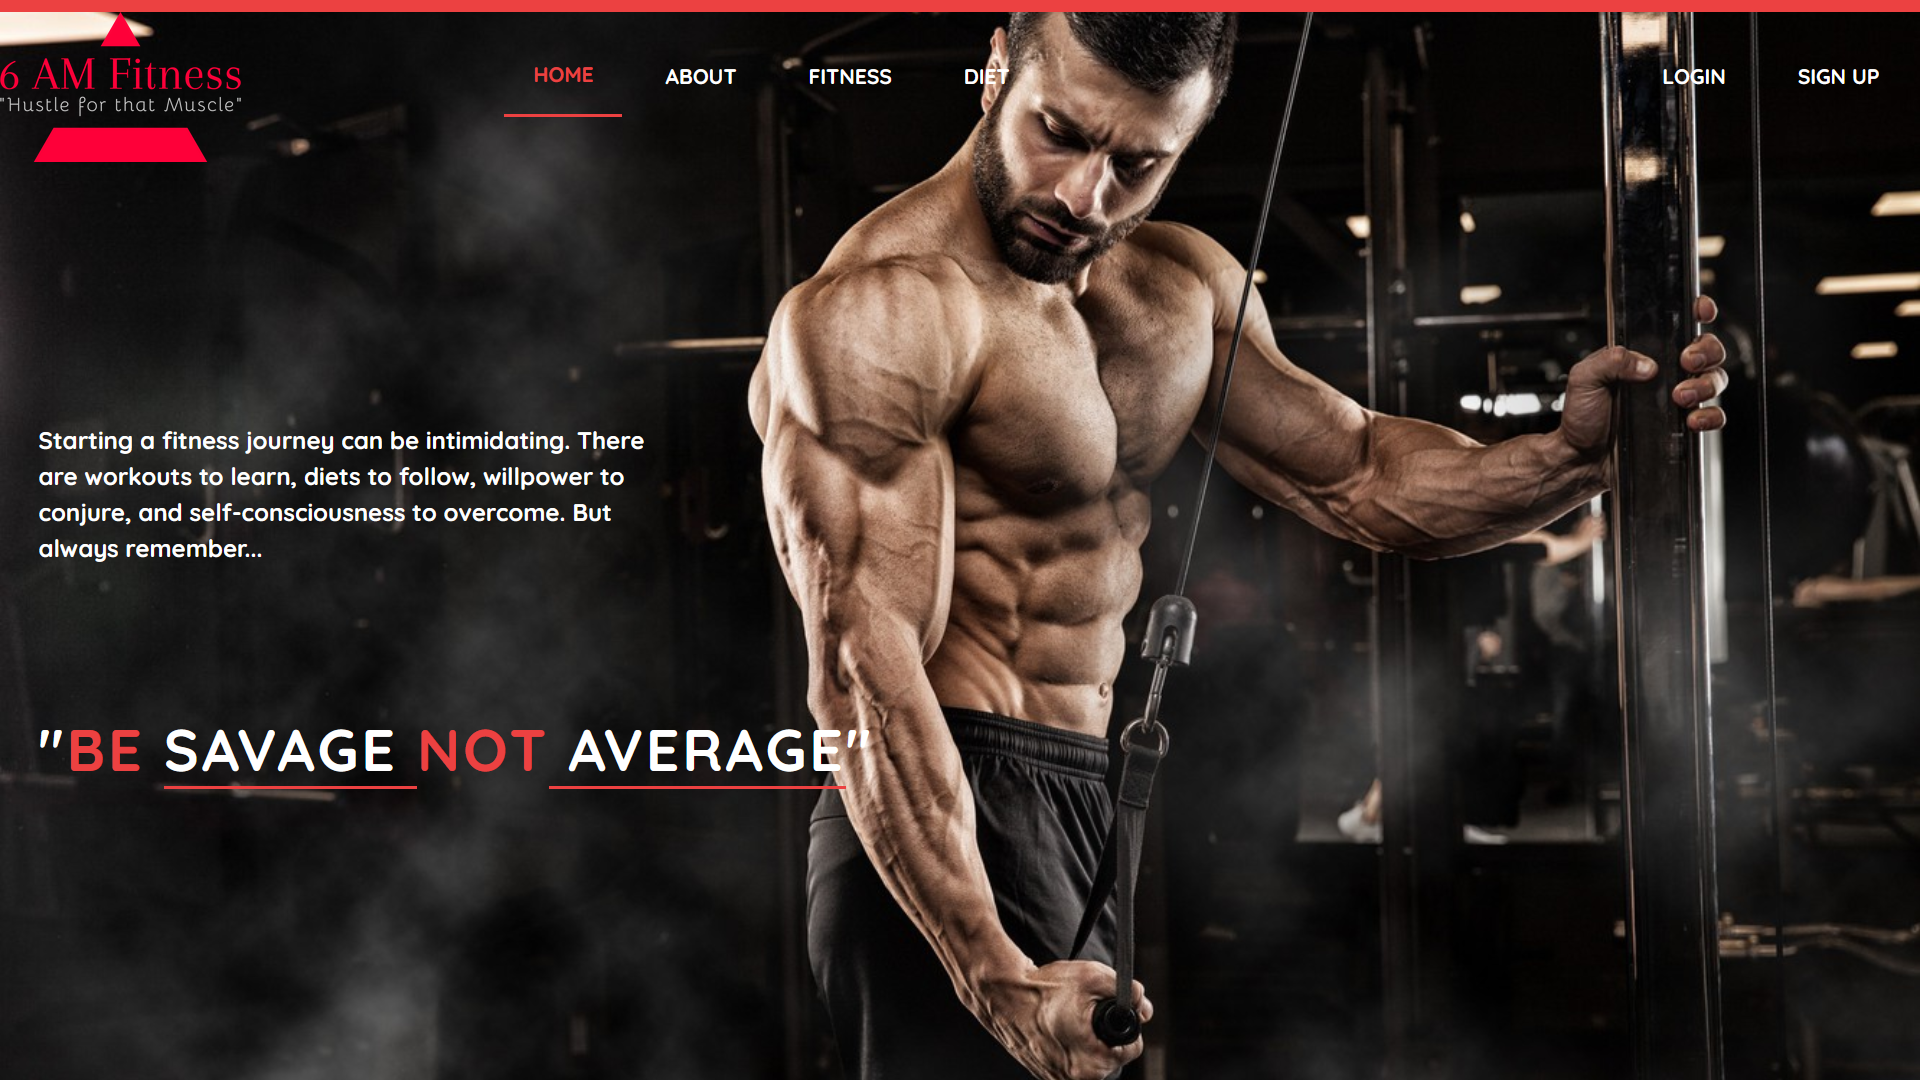 6 AM Fitness
"Hustle for that Muscle"
HOME ABOUT FITNESS DIET LOGIN SIGN UP
Starting a fitness journey can be intimidating. There
are workouts to learn, diets to follow, willpower to
conjure, and self-consciousness to overcome. But
always remember...
"BE SAVAGE NOT AVERAGE"